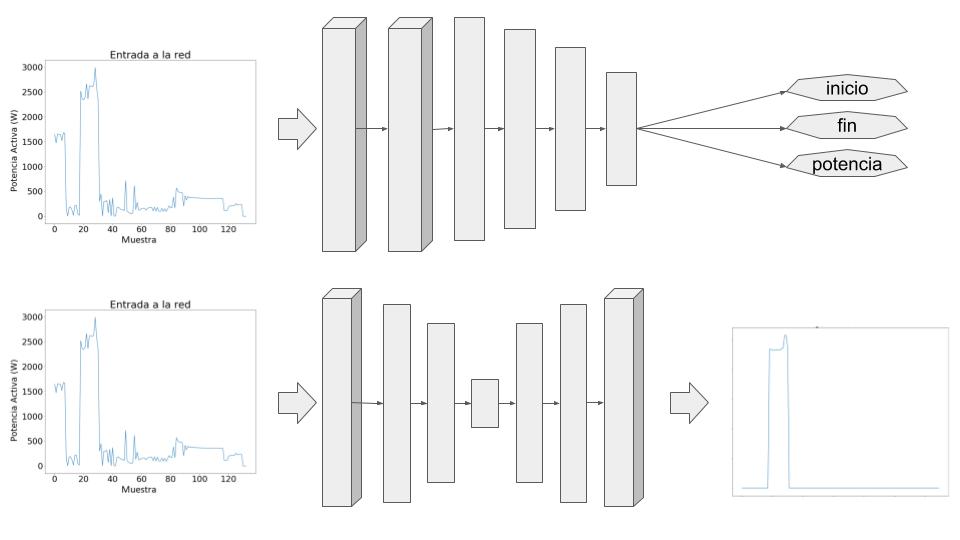 Entrada a la red
Potencia Activa (W)
3000
2500
2000
1500
1000
500
0
0 20 40 60 80 100 120
Muestra
inicio
fin
potencia
Entrada a la red
Potencia Activa (W)
3000
2500
2000
1500
1000
500
0
0 20 40 60 80 100 120
Muestra